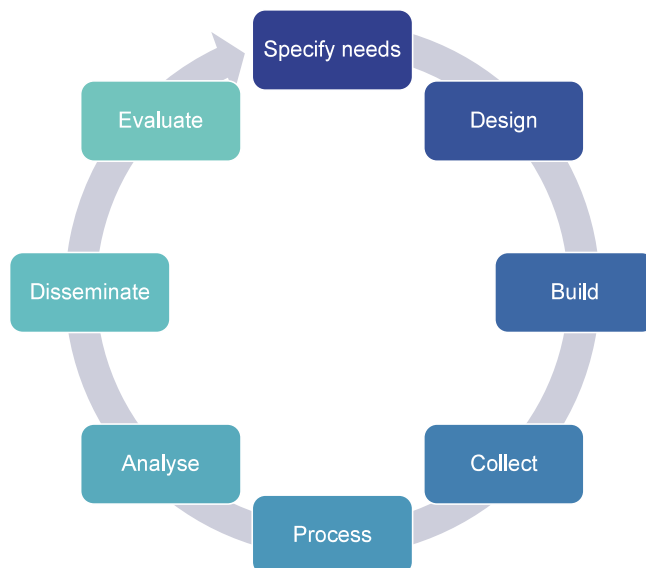 Specify needs
Design
Build
Collect
Process
Analyse
Disseminate
Evaluate